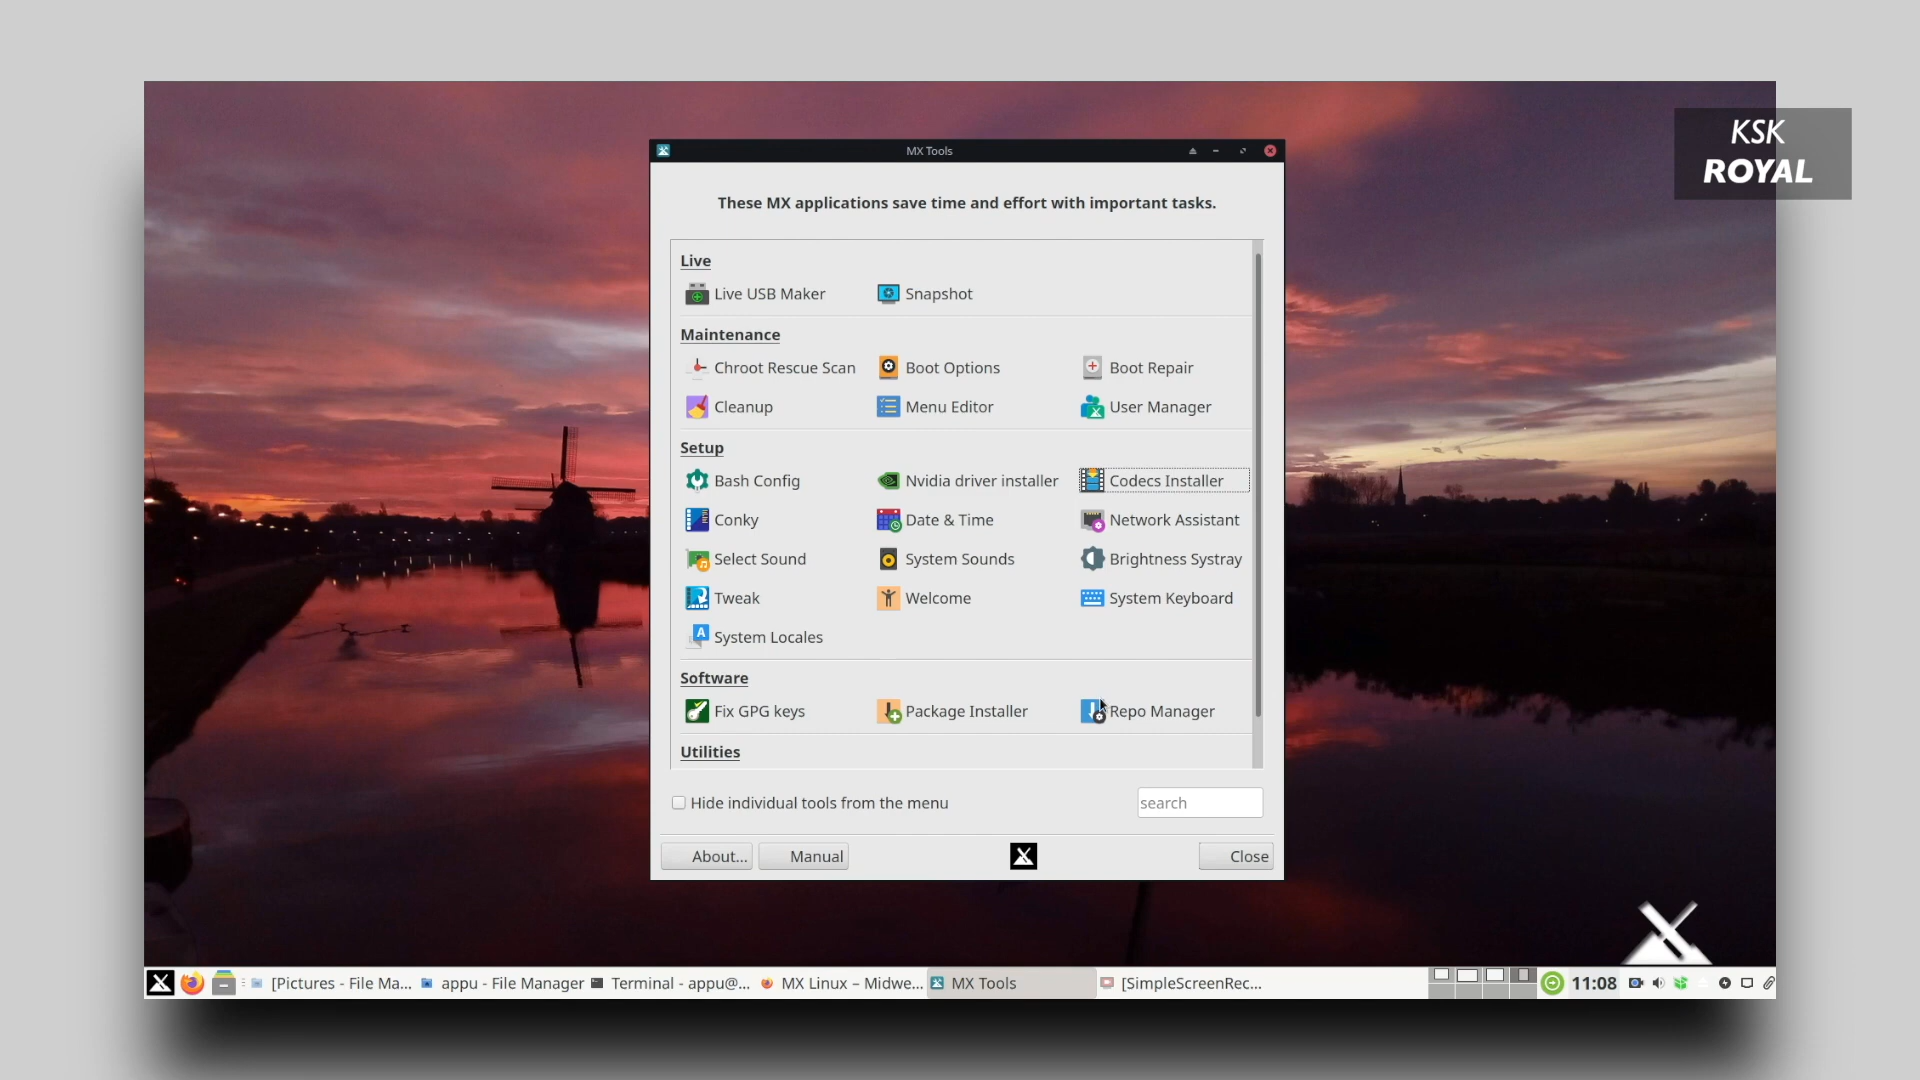 KSK
ROYAL
MX Tools
These MX applications save time and effort with important tasks.
Live
Live USB Maker Snapshot
Maintenance
Chroot Rescue Scan Boot Options Boot Repair
Cleanup Menu Editor User Manager
Setup
Bash Config Nvidia driver installer Codecs Installer
Conky Date & Time Network Assistant
Select Sound System Sounds Brightness Systray
Tweak Welcome System Keyboard
System Locales
Software
Fix GPG keys Package Installer Repo Manager
Utilities
Hide individual tools from the menu search
About... Manual Close
[Pictures - File Ma... appu - File Manager Terminal - appu@... MX Linux – Midwe... MX Tools [SimpleScreenRec... 11:08